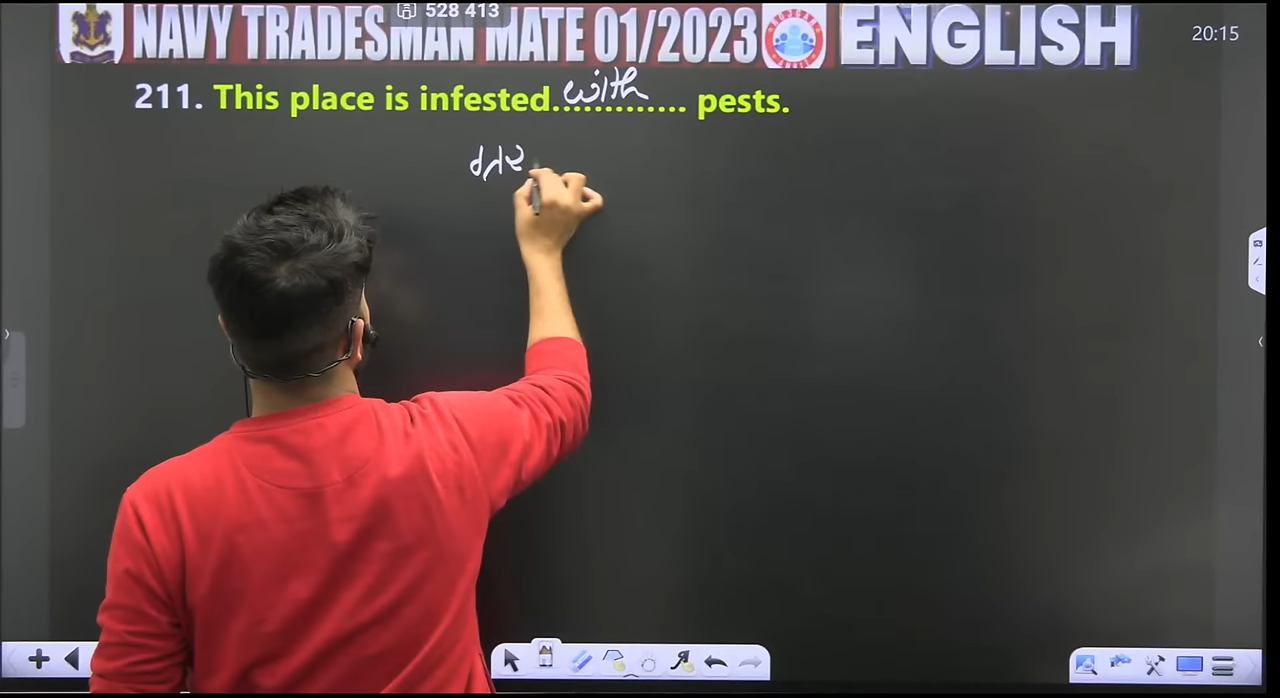 528 413
NAVY TRADESMAN MATE 01/2023 ENGLISH
20:15
211. This place is infested.............. pests.
with